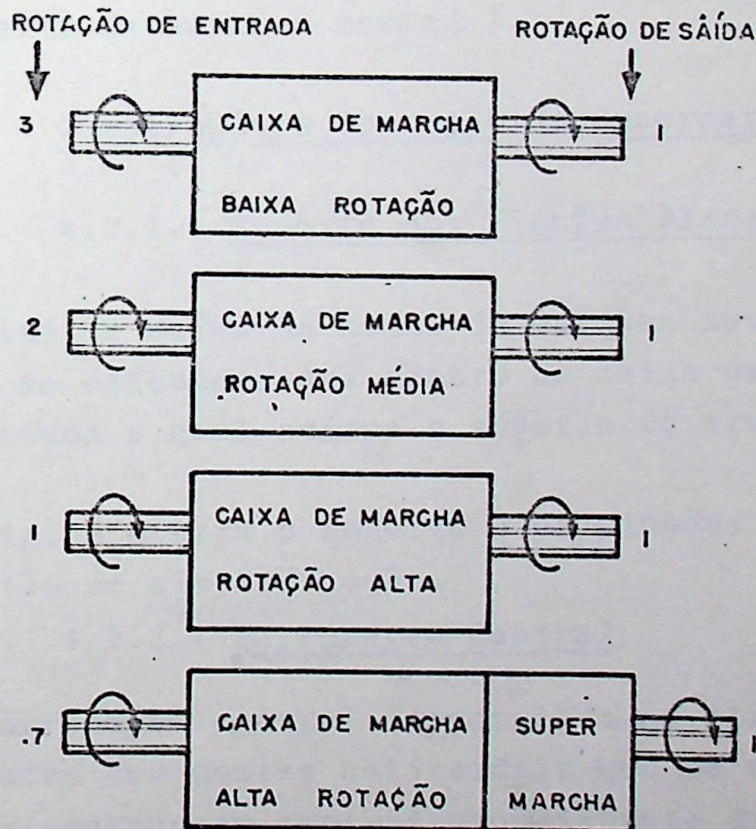 ROTAÇÃO DE ENTRADA
ROTAÇÃO DE SÁÍDA
3
CAIXA DE MARCHA
1
BAIXA ROTAÇÃO
2
CAIXA DE MARCHA
1
ROTAÇÃO MÉDIA
1
CAIXA DE MARCHA
1
ROTAÇÃO ALTA
.7
CAIXA DE MARCHA
SUPER
1
ALTA ROTAÇÃO
MARCHA